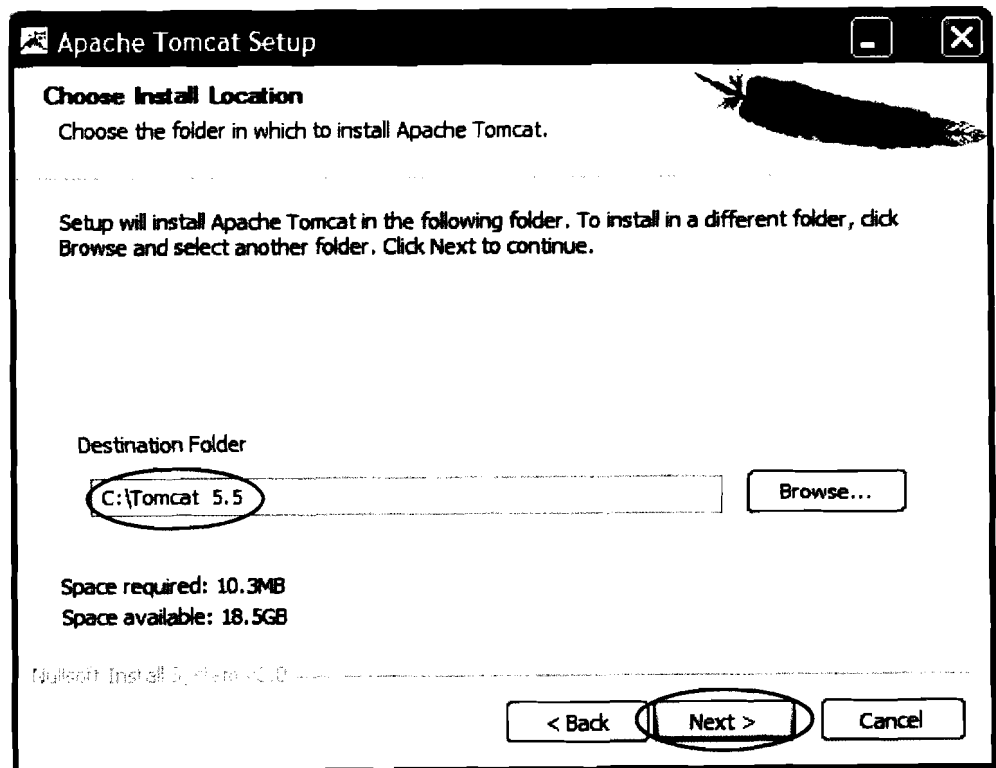 Apache Tomcat Setup
Choose Install Location
Choose the folder in which to install Apache Tomcat.
Setup will install Apache Tomcat in the following folder. To install in a different folder, click
Browse and select another folder. Click Next to continue.
Destination Folder
C:\Tomcat 5.5
Browse...
Space required: 10.3MB
Space available: 18.5GB
Nullsoft Install
< Back
Next >
Cancel